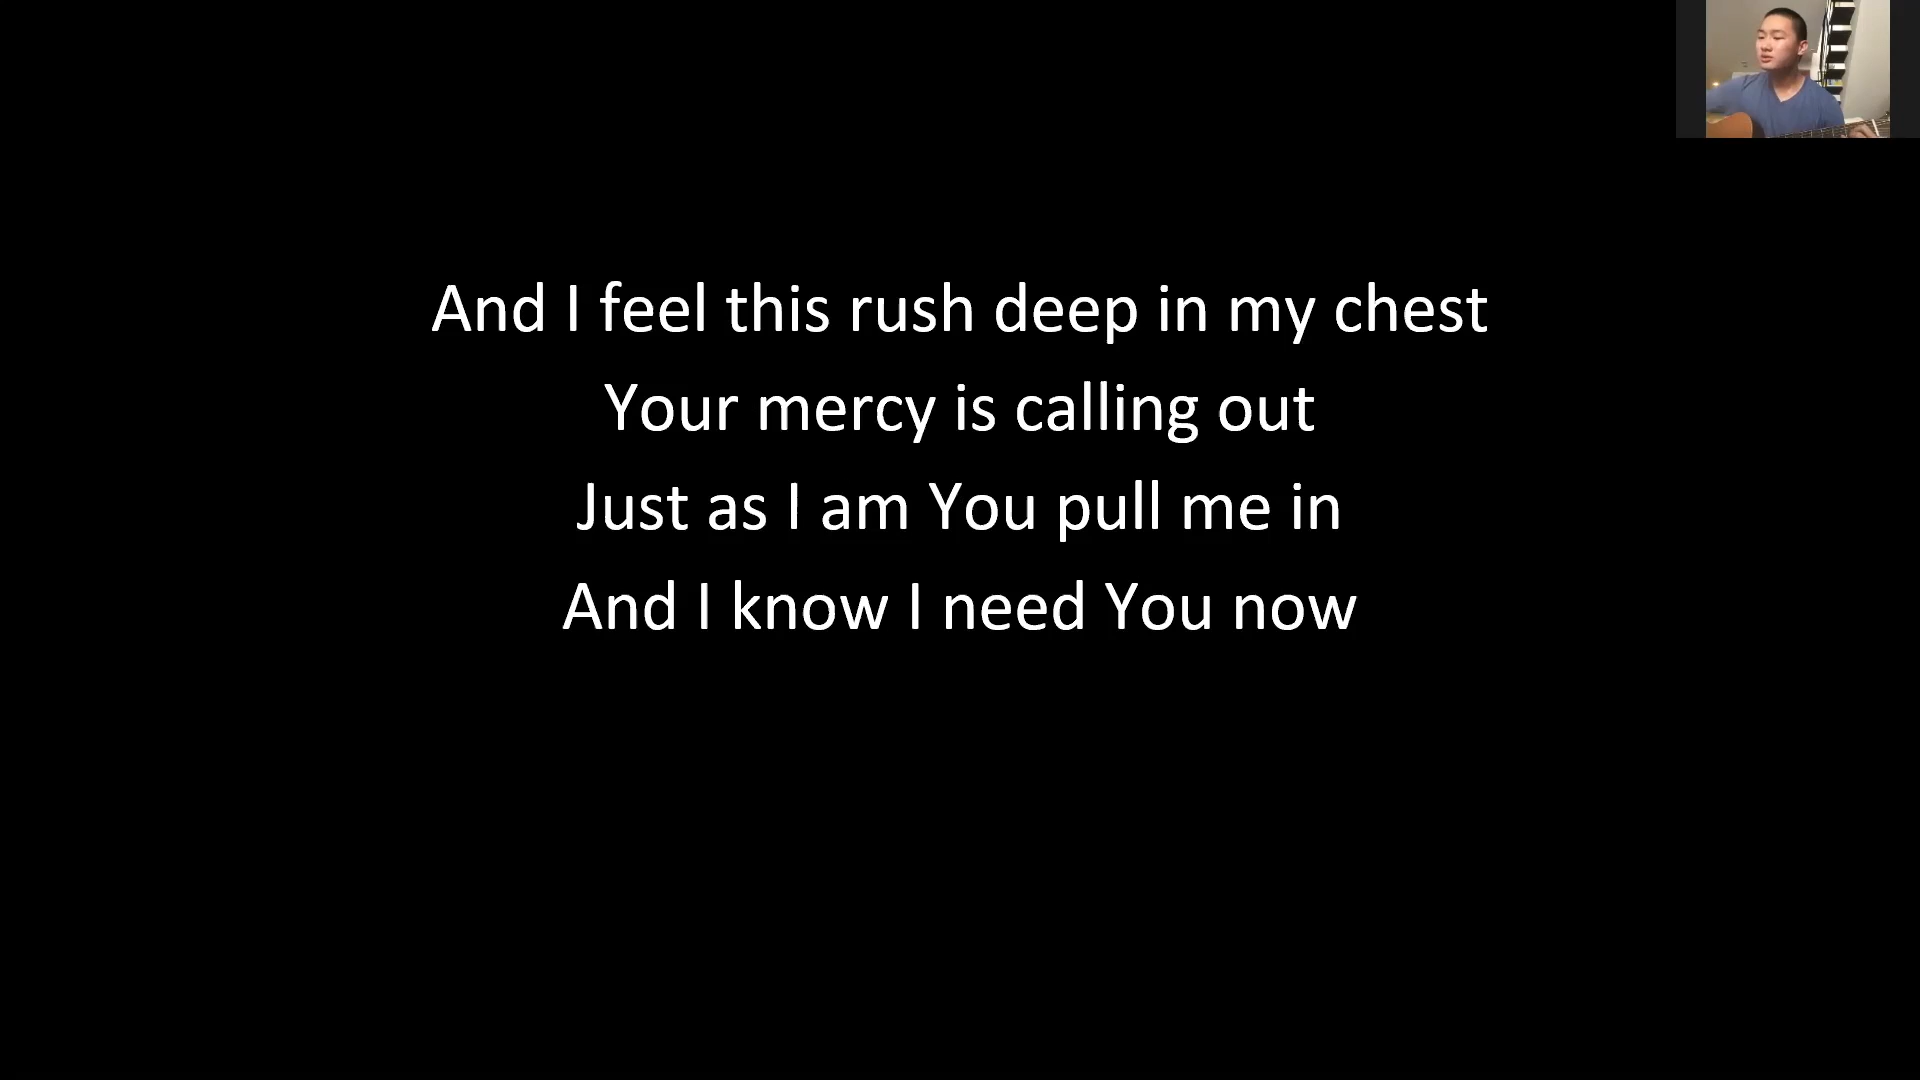 And I feel this rush deep in my chest
Your mercy is calling out
Just as I am You pull me in
And I know I need You now